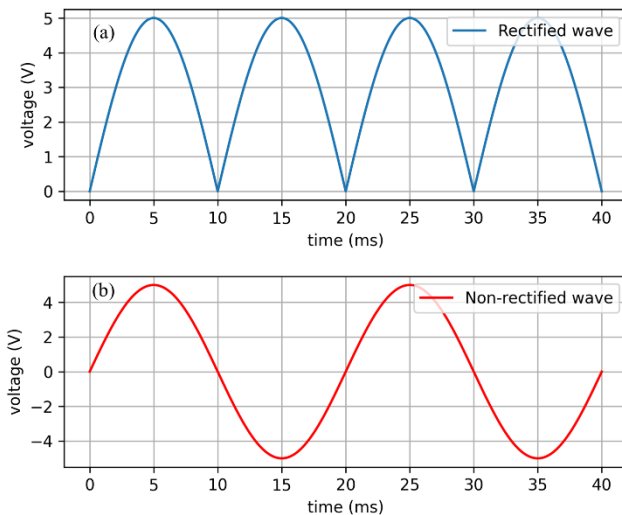 (a)
Rectified wave
5
4
3
2
1
0
voltage (V)
0 5 10 15 20 25 30 35 40
time (ms)
(b)
Non-rectified wave
4
2
0
−2
−4
voltage (V)
0 5 10 15 20 25 30 35 40
time (ms)